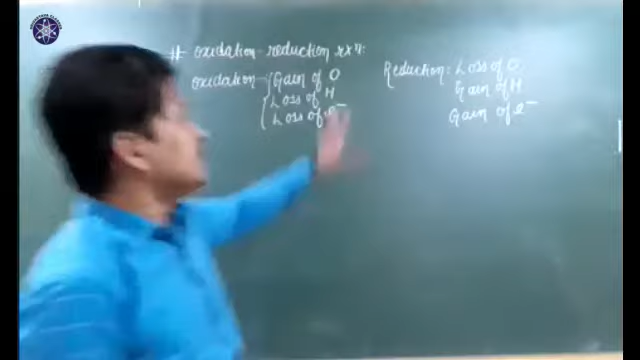 # Oxidation-reduction rxn:
Oxidation - Gain of O
Loss of H
Loss of e-
Reduction: Loss of O
Gain of H
Gain of e-